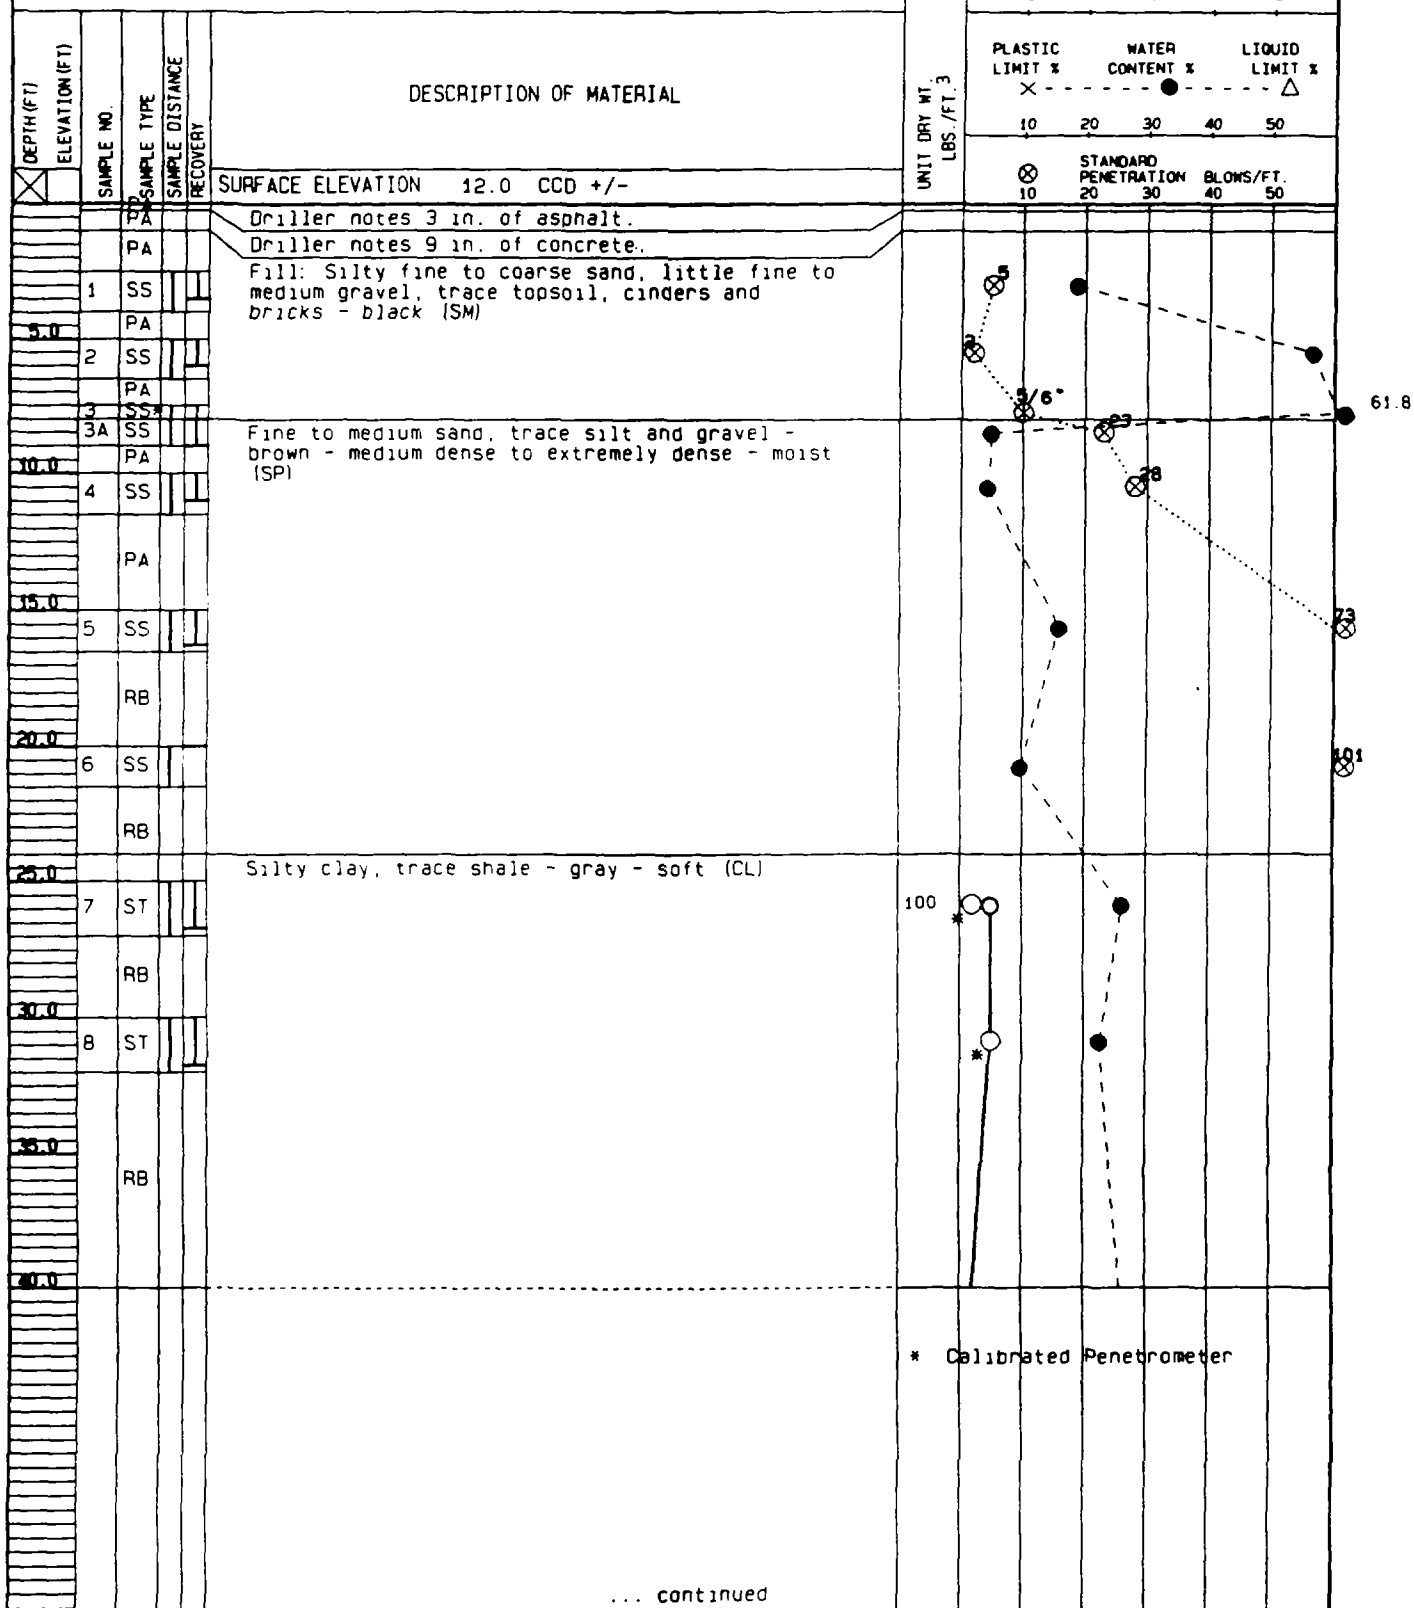 DEPTH (FT)
ELEVATION (FT)
SAMPLE NO.
SAMPLE TYPE
SAMPLE DISTANCE
RECOVERY
DESCRIPTION OF MATERIAL
UNIT DRY WT.
LBS./FT.3
PLASTIC WATER LIQUID
LIMIT % CONTENT % LIMIT %
10 20 30 40 50
STANDARD
PENETRATION BLOWS/FT.
10 20 30 40 50
SURFACE ELEVATION 12.0 CCD +/-
PA Driller notes 3 in. of asphalt.
PA Driller notes 9 in. of concrete.
Fill: Silty fine to coarse sand, little fine to
medium gravel, trace topsoil, cinders and
bricks - black (SM)
1 SS 5
PA
5.0
2 SS 2
PA
3 SS* 5/6" 61.8
3A SS 23
Fine to medium sand, trace silt and gravel -
brown - medium dense to extremely dense - moist
(SP)
PA
10.0
4 SS 28
PA
15.0
5 SS 73
RB
20.0
6 SS 101
RB
Silty clay, trace shale - gray - soft (CL)
25.0
7 ST 100
*
RB
30.0
8 ST
*
35.0
RB
40.0
* Calibrated Penetrometer
... continued